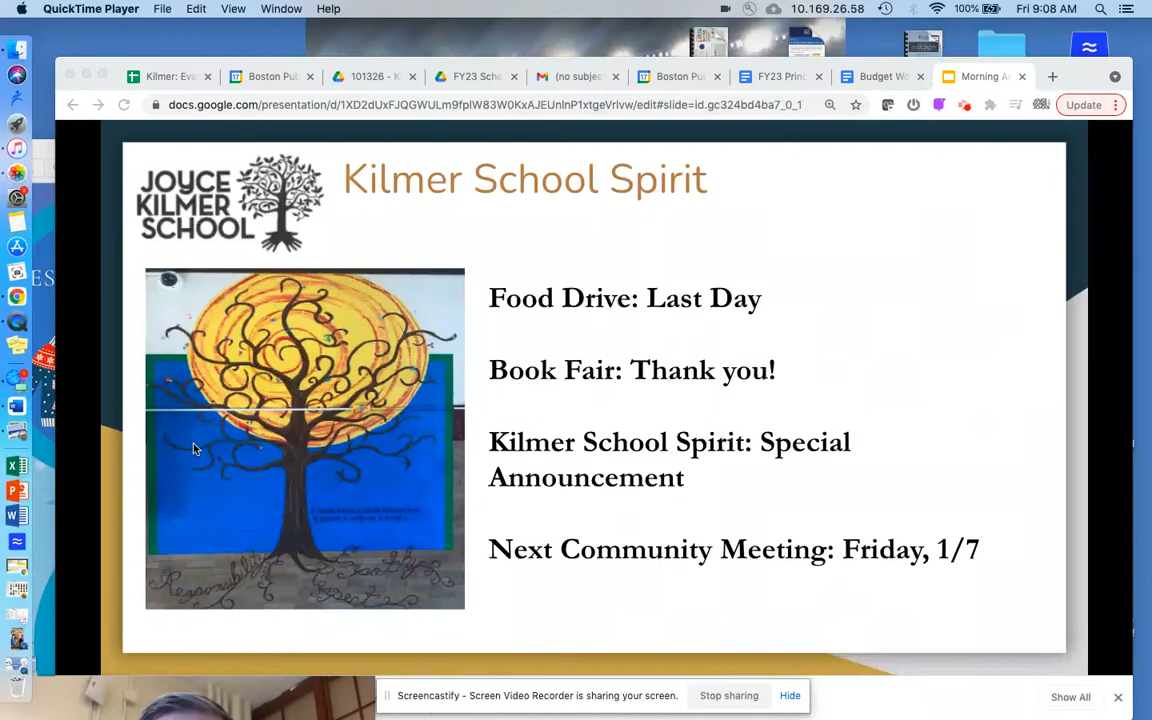 QuickTime Player File Edit View Window Help 10.169.26.58 100% Fri 9:08 AM
Kilmer: Eva Boston Pub 101326 - K FY23 Scho (no subjec Boston Pub FY23 Princ Budget Wo Morning A
docs.google.com/presentation/d/1XD2dUxFJQGWULm9fplW83W0KxAJEUnlnP1xtgeVrlvw/edit#slide=id.gc324bd4ba7_0_1 Update
JOYCE
KILMER
SCHOOL
Kilmer School Spirit
Food Drive: Last Day
Book Fair: Thank you!
Kilmer School Spirit: Special
Announcement
Next Community Meeting: Friday, 1/7
Responsibility
Screencastify - Screen Video Recorder is sharing your screen. Stop sharing Hide
Show All